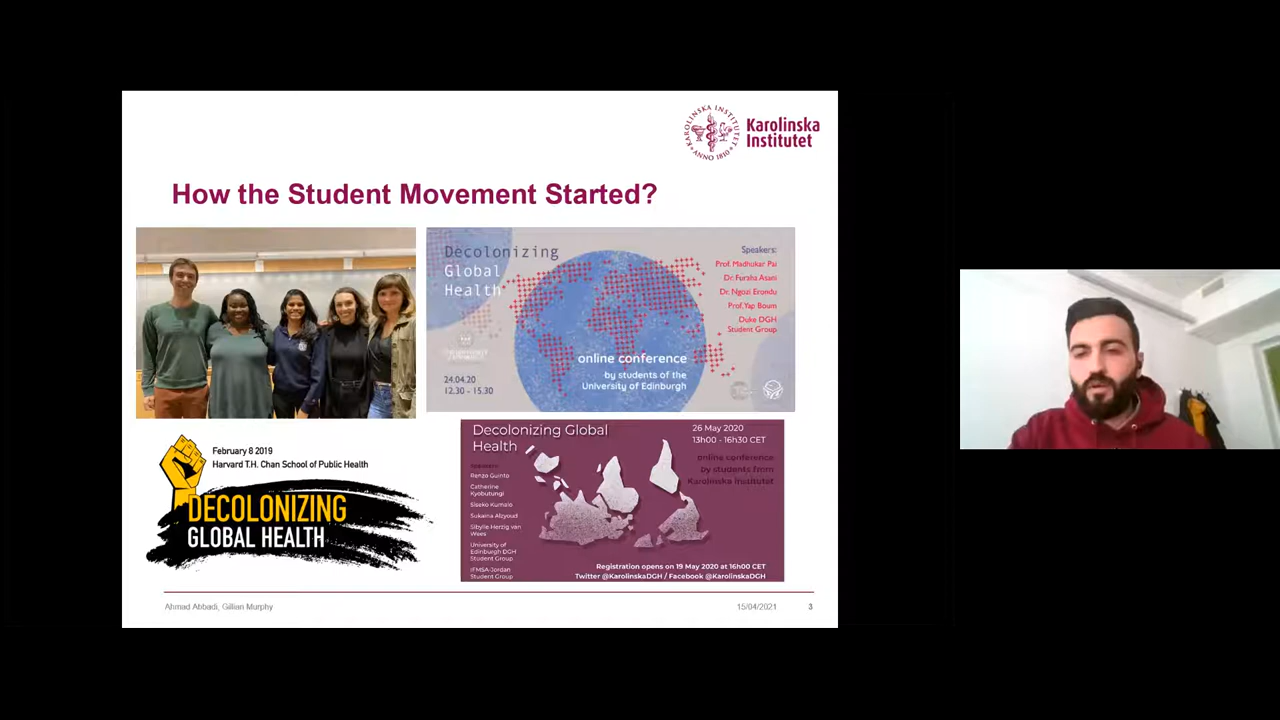 KAROLINSKA INSTITUTET
ANNO 1810
Karolinska
Institutet
How the Student Movement Started?
Decolonizing
Global
Health
Speakers:
Prof. Madhukar Pai
Dr. Furaha Asani
Dr. Ngozi Erondu
Prof. Yap Boum
Duke DGH
Student Group
online conference
by students of the
University of Edinburgh
24.04.20
12.30 - 15.30
February 8 2019
Harvard T.H. Chan School of Public Health
DECOLONIZING
GLOBAL HEALTH
Decolonizing Global
Health
26 May 2020
13h00 - 16h30 CET
online conference
by students from
Karolinska Institutet
Renzo Guinto
Catherine
Kyobutungi
Siseko Kumalo
Sukaina Alzyoud
Sibylle Herzig van
Wees
University of
Edinburgh DGH
Student Group
IFMSA-Jordan
Student Group
Registration opens on 19 May 2020 at 16h00 CET
Twitter @KarolinskaDGH / Facebook @KarolinskaDGH
Ahmad Abbadi, Gillian Murphy
15/04/2021
3